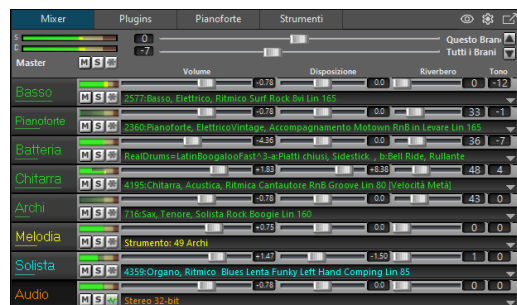 Mixer Plugins Pianoforte Strumenti
S 0 Questo Bran
D -7 Tutti i Brani
Master M S
Volume Disposizione Riverbero Tono
Basso -0.78 0.0 0 -12
M S 2577:Basso, Elettrico, Ritmico Surf Rock 8vi Lin 165
Pianoforte -0.78 0.0 33 -1
M S 2360:Pianoforte, ElettricoVintage, Accompagnamento Motown RnB in Levare Lin 165
Batteria -4.36 0.0 36 -7
M S RealDrums=LatinBoogalooFast^3-a:Piatti chiusi, Sidestick , b:Bell Ride, Rullante
Chitarra +1.83 +8.38 48 4
M S 4195:Chitarra, Acustica, Ritmica Cantautore RnB Groove Lin 80 [Velocità Metà]
Archi -0.78 0.0 43 0
M S 716:Sax, Tenore, Solista Rock Boogie Lin 160
Melodia +0.75 0.0 0 0
M S Strumento: 49 Archi
Solista +1.47 -1.50 1 0
M S 4359:Organo, Ritmico Blues Lenta Funky Left Hand Comping Lin 85
Audio -0.78 0.0 0 0
M S Stereo 32-bit